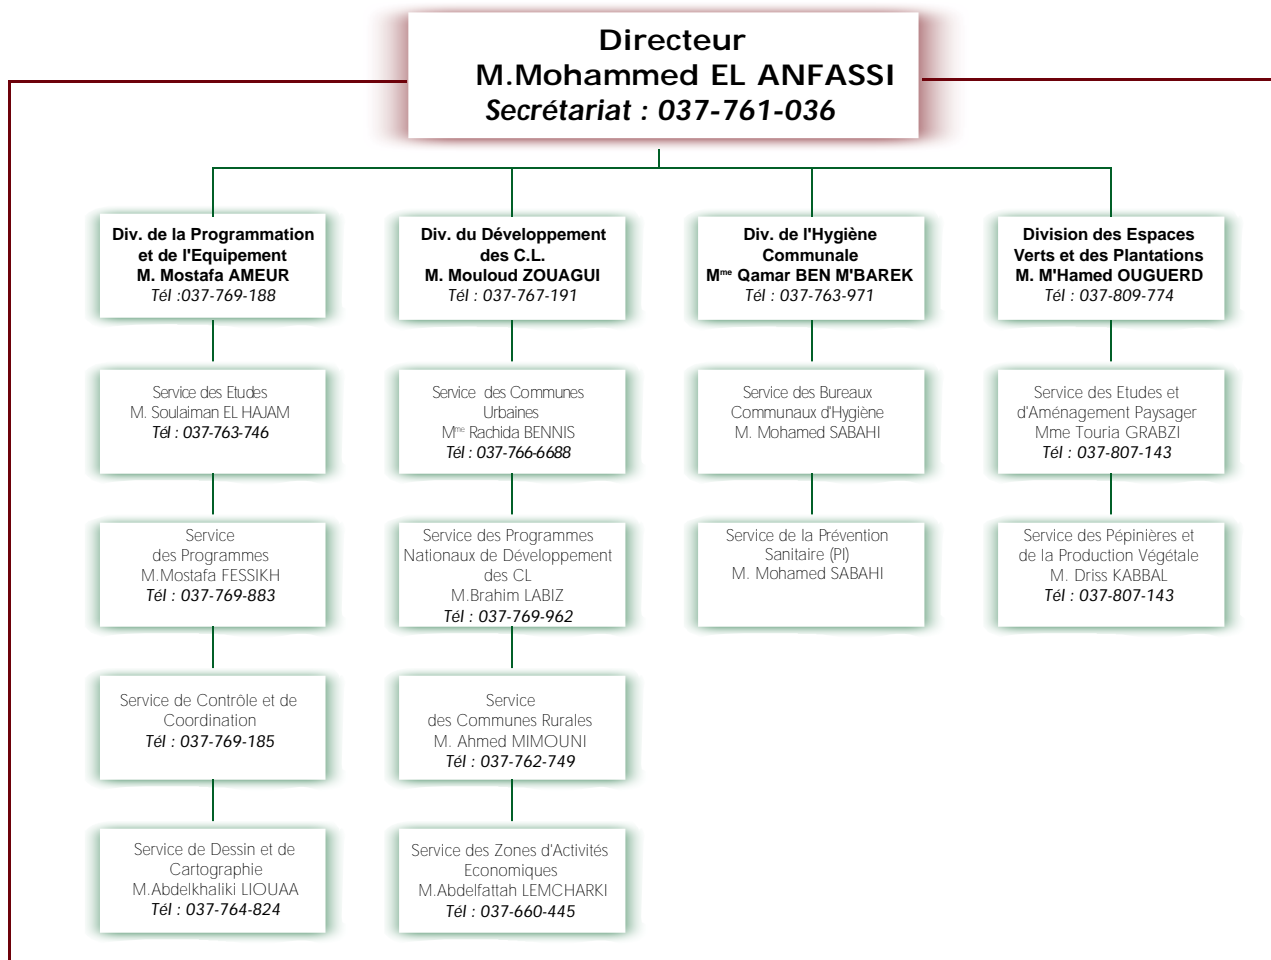 Directeur
M.Mohammed EL ANFASSI
Secrétariat : 037-761-036
Div. de la Programmation
et de l'Equipement
M. Mostafa AMEUR
Tél :037-769-188
Service des Etudes
M. Soulaiman EL HAJAM
Tél : 037-763-746
Service
des Programmes
M.Mostafa FESSIKH
Tél : 037-769-883
Service de Contrôle et de
Coordination
Tél : 037-769-185
Service de Dessin et de
Cartographie
M.Abdelkhaliki LIOUAA
Tél : 037-764-824
Div. du Développement
des C.L.
M. Mouloud ZOUAGUI
Tél : 037-767-191
Service des Communes
Urbaines
Mme Rachida BENNIS
Tél : 037-766-6688
Service des Programmes
Nationaux de Développement
des CL
M.Brahim LABIZ
Tél : 037-769-962
Service
des Communes Rurales
M. Ahmed MIMOUNI
Tél : 037-762-749
Service des Zones d'Activités
Economiques
M.Abdelfattah LEMCHARKI
Tél : 037-660-445
Div. de l'Hygiène
Communale
Mme Qamar BEN M'BAREK
Tél : 037-763-971
Service des Bureaux
Communaux d'Hygiène
M. Mohamed SABAHI
Service de la Prévention
Sanitaire (PI)
M. Mohamed SABAHI
Division des Espaces
Verts et des Plantations
M. M'Hamed OUGUERD
Tél : 037-809-774
Service des Etudes et
d'Aménagement Paysager
Mme Touria GRABZI
Tél : 037-807-143
Service des Pépinières et
de la Production Végétale
M. Driss KABBAL
Tél : 037-807-143